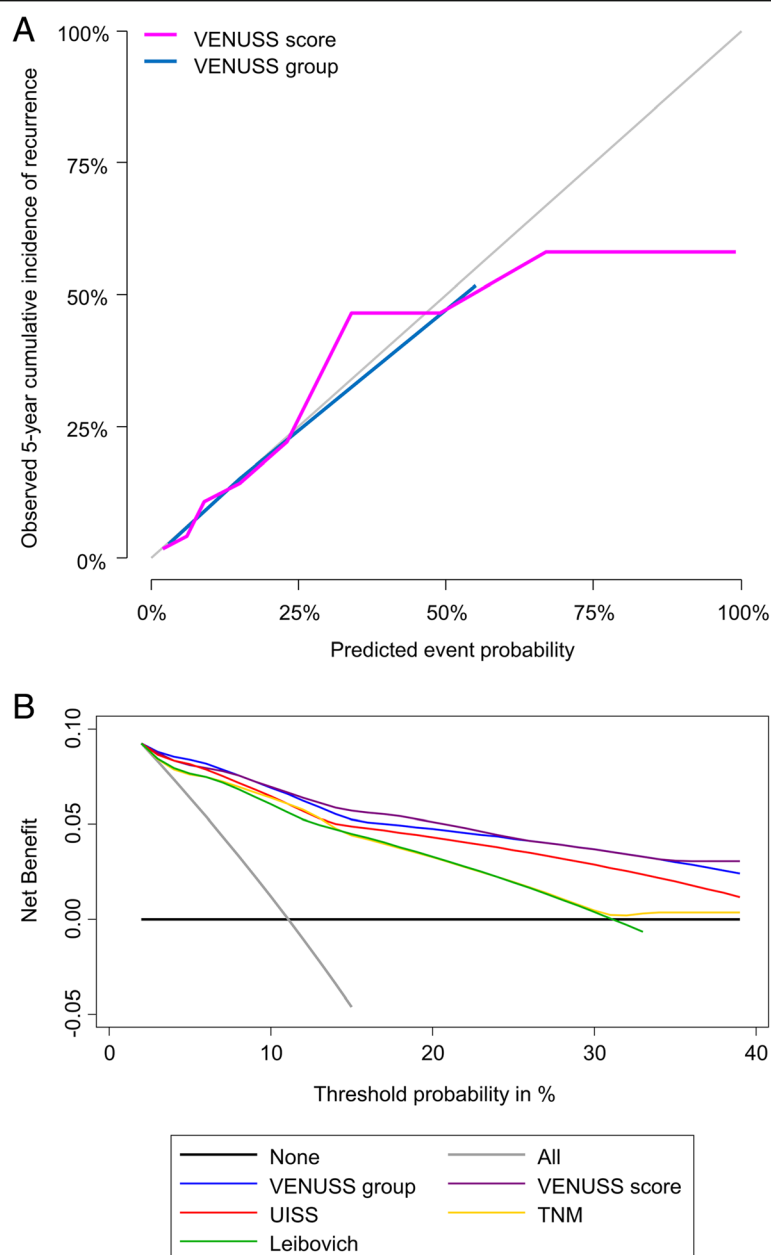 A
VENUSS score
VENUSS group
Observed 5-year cumulative incidence of recurrence
100%
75%
50%
25%
0%
0% 25% 50% 75% 100%
Predicted event probability
B
Net Benefit
0.10
0.05
0.00
-0.05
0 10 20 30 40
Threshold probability in %
None All
VENUSS group VENUSS score
UISS TNM
Leibovich